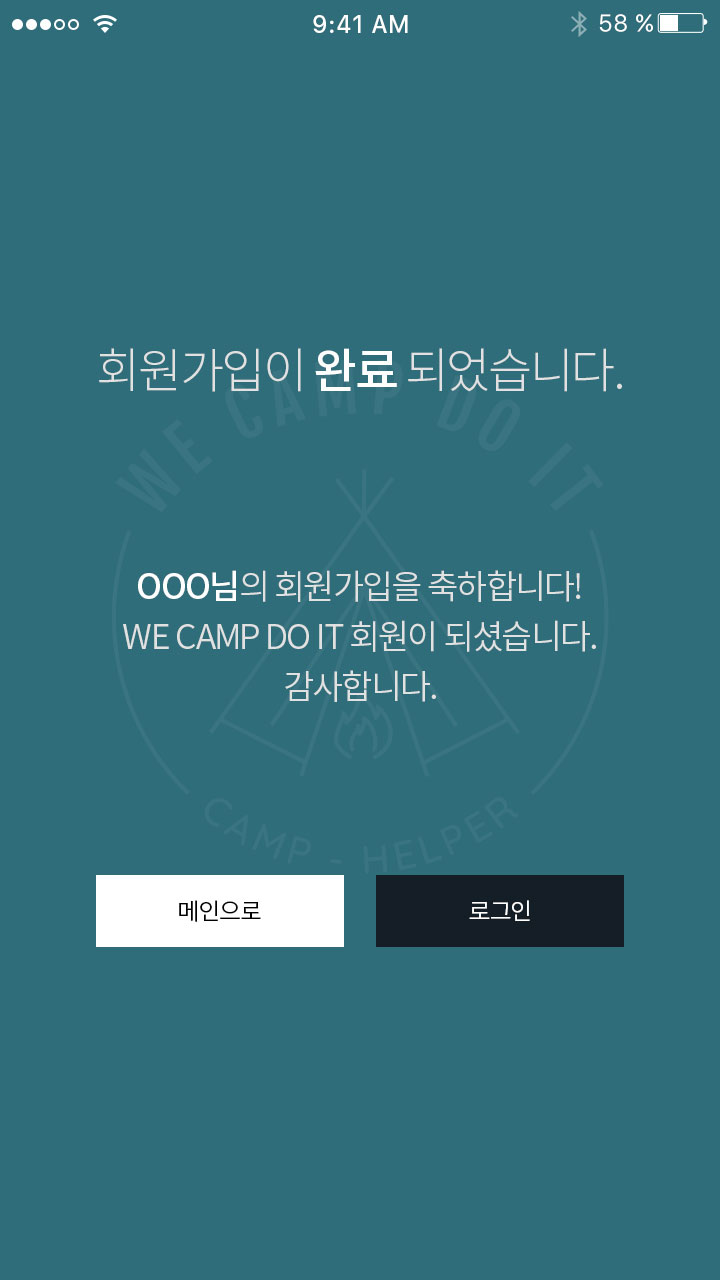 9:41 AM
58 %
회원가입이 완료 되었습니다.
WE CAMP DO IT
OOO님의 회원가입을 축하합니다!
WE CAMP DO IT 회원이 되셨습니다.
감사합니다.
CAMP - HELPER
메인으로
로그인